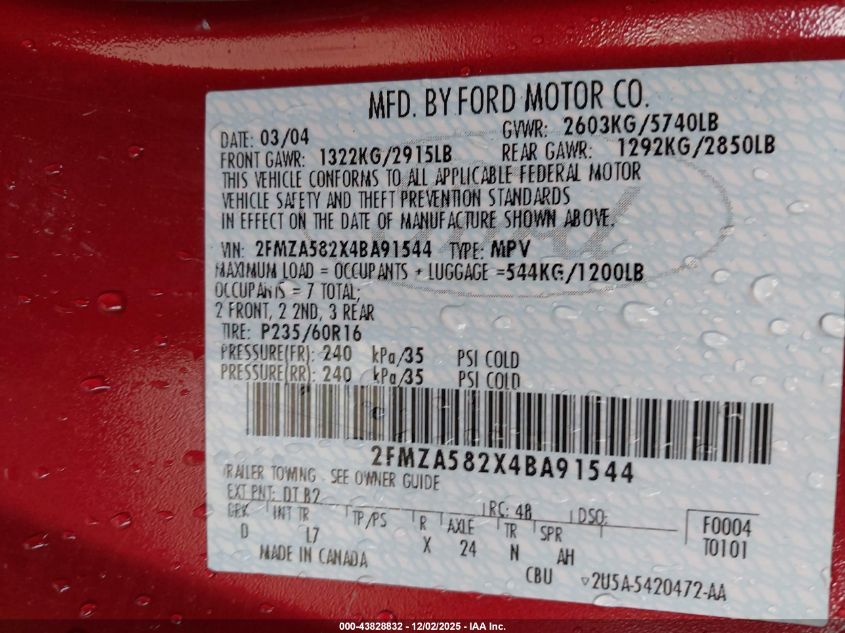 MFD. BY FORD MOTOR CO.
DATE: 03/04 GVWR: 2603KG/5740LB
FRONT GAWR: 1322KG/2915LB REAR GAWR: 1292KG/2850LB
THIS VEHICLE CONFORMS TO ALL APPLICABLE FEDERAL MOTOR
VEHICLE SAFETY AND THEFT PREVENTION STANDARDS
IN EFFECT ON THE DATE OF MANUFACTURE SHOWN ABOVE.
VIN: 2FMZA582X4BA91544 TYPE: MPV
MAXIMUM LOAD = OCCUPANTS + LUGGAGE =544KG/1200LB
OCCUPANTS = 7 TOTAL;
2 FRONT, 2 2ND, 3 REAR
TIRE: P235/60R16
PRESSURE(FR): 240 kPa/35 PSI COLD
PRESSURE(RR): 240 kPa/35 PSI COLD
2FMZA582X4BA91544
TRAILER TOWING - SEE OWNER GUIDE
EXT PNT: DT B2 RC: 48 DSO: F0004
BRK INT TR TP/PS R AXLE TR SPR T0101
D L7 X 24 N AH
MADE IN CANADA CBU 2U5A-5420472-AA
000-43828832 - 12/02/2025 - IAA Inc.